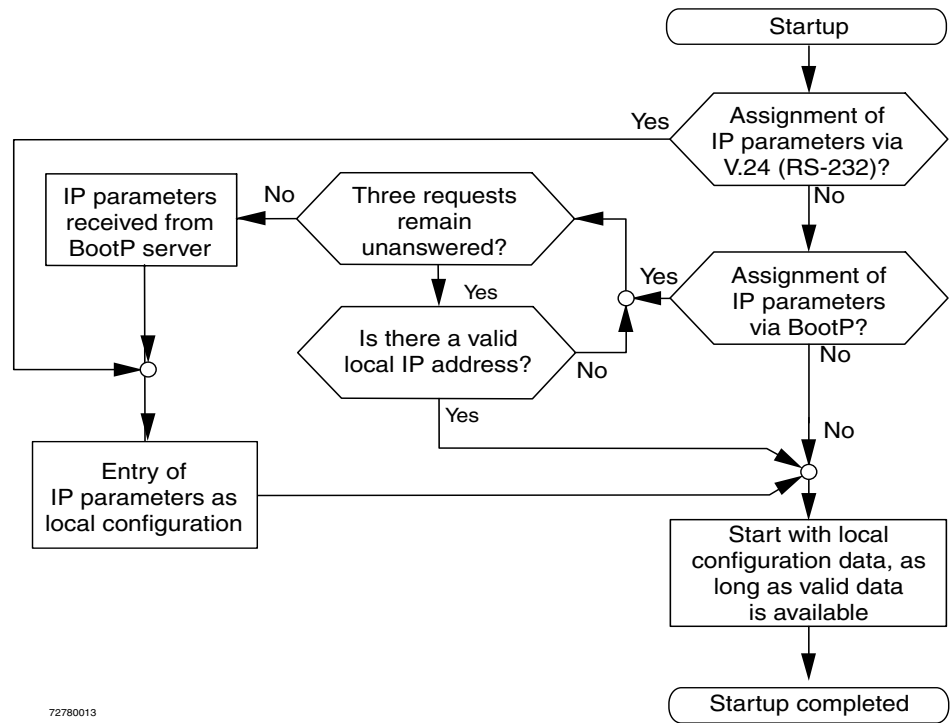 Startup
Yes
Assignment of
IP parameters via
V.24 (RS-232)?
No
IP parameters
received from
BootP server
No
Three requests
remain
unanswered?
Yes
Yes
Assignment of
IP parameters
via BootP?
No
Is there a valid
local IP address?
No
Yes
No
Entry of
IP parameters as
local configuration
Start with local
configuration data, as
long as valid data
is available
Startup completed
72780013